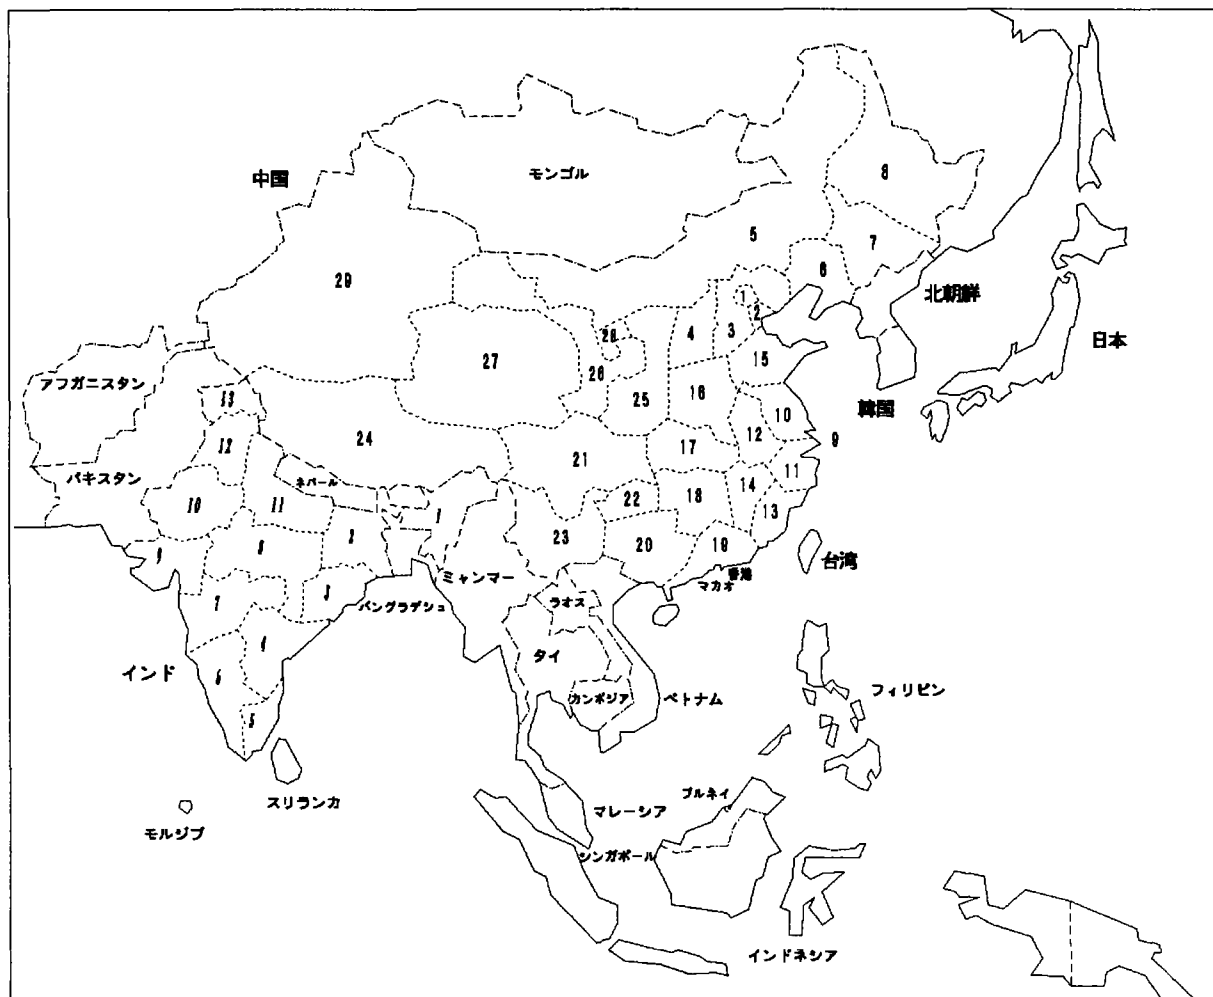 8
中国
モンゴル
5
7
6
29
1
北朝鮮
2
28
4
3
日本
27
15
アフガニスタン
26
16
13
25
10
韓国
24
12
9
12
17
21
11
パキスタン
ネパール
14
10
11
22
18
13
1
23
20
19
8
2
台湾
9
香港
ミャンマー
マカオ
3
7
ラオス
バングラデシュ
4
タイ
インド
6
カンボジア
ベトナム
フィリピン
5
ブルネイ
スリランカ
マレーシア
モルジブ
シンガポール
インドネシア